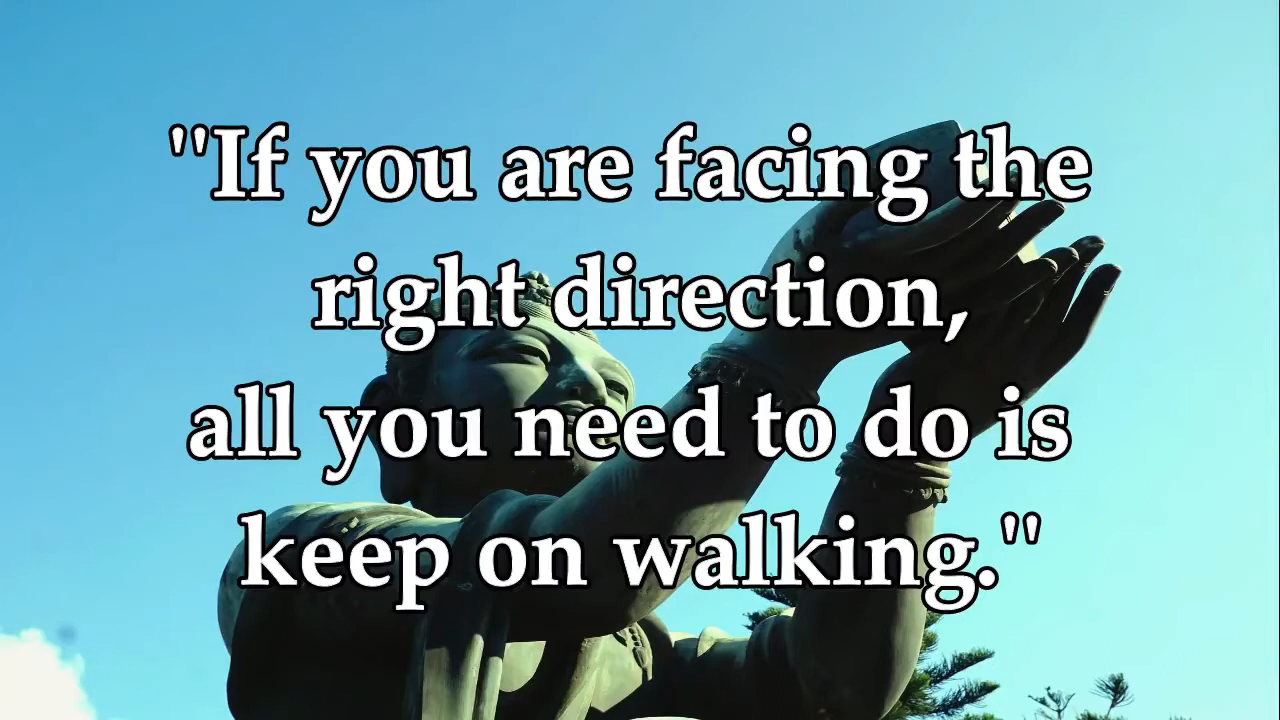 "If you are facing the
right direction,
all you need to do is
keep on walking."